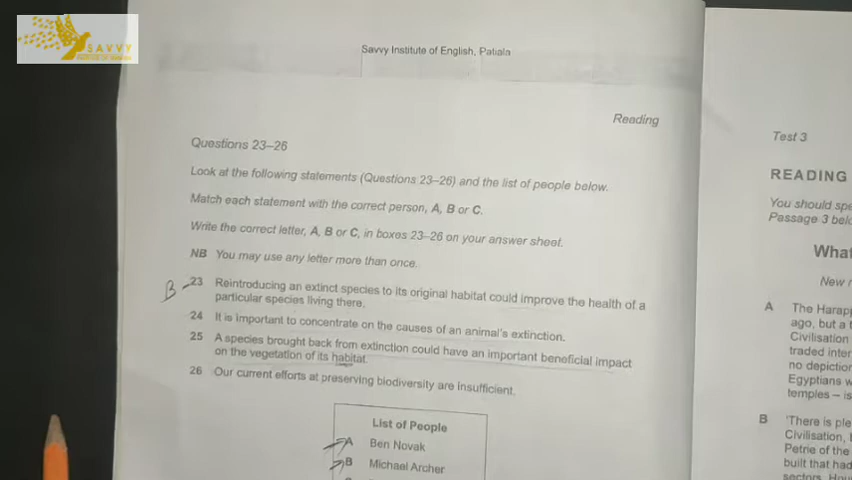 SAVVY
Savvy Institute of English, Patiala
Reading
Questions 23–26
Look at the following statements (Questions 23–26) and the list of people below.
Match each statement with the correct person, A, B or C.
Write the correct letter, A, B or C, in boxes 23–26 on your answer sheet.
NB You may use any letter more than once.
B 23 Reintroducing an extinct species to its original habitat could improve the health of a
particular species living there.
24 It is important to concentrate on the causes of an animal's extinction.
25 A species brought back from extinction could have an important beneficial impact
on the vegetation of its habitat.
26 Our current efforts at preserving biodiversity are insufficient.
List of People
A Ben Novak
B Michael Archer
Test 3
READING
You should spe
Passage 3 belo
What
New r
A The Harapp
ago, but a t
Civilisation
traded inter
no depiction
Egyptians w
temples – is
B 'There is ple
Civilisation, 
Petrie of the
built that had